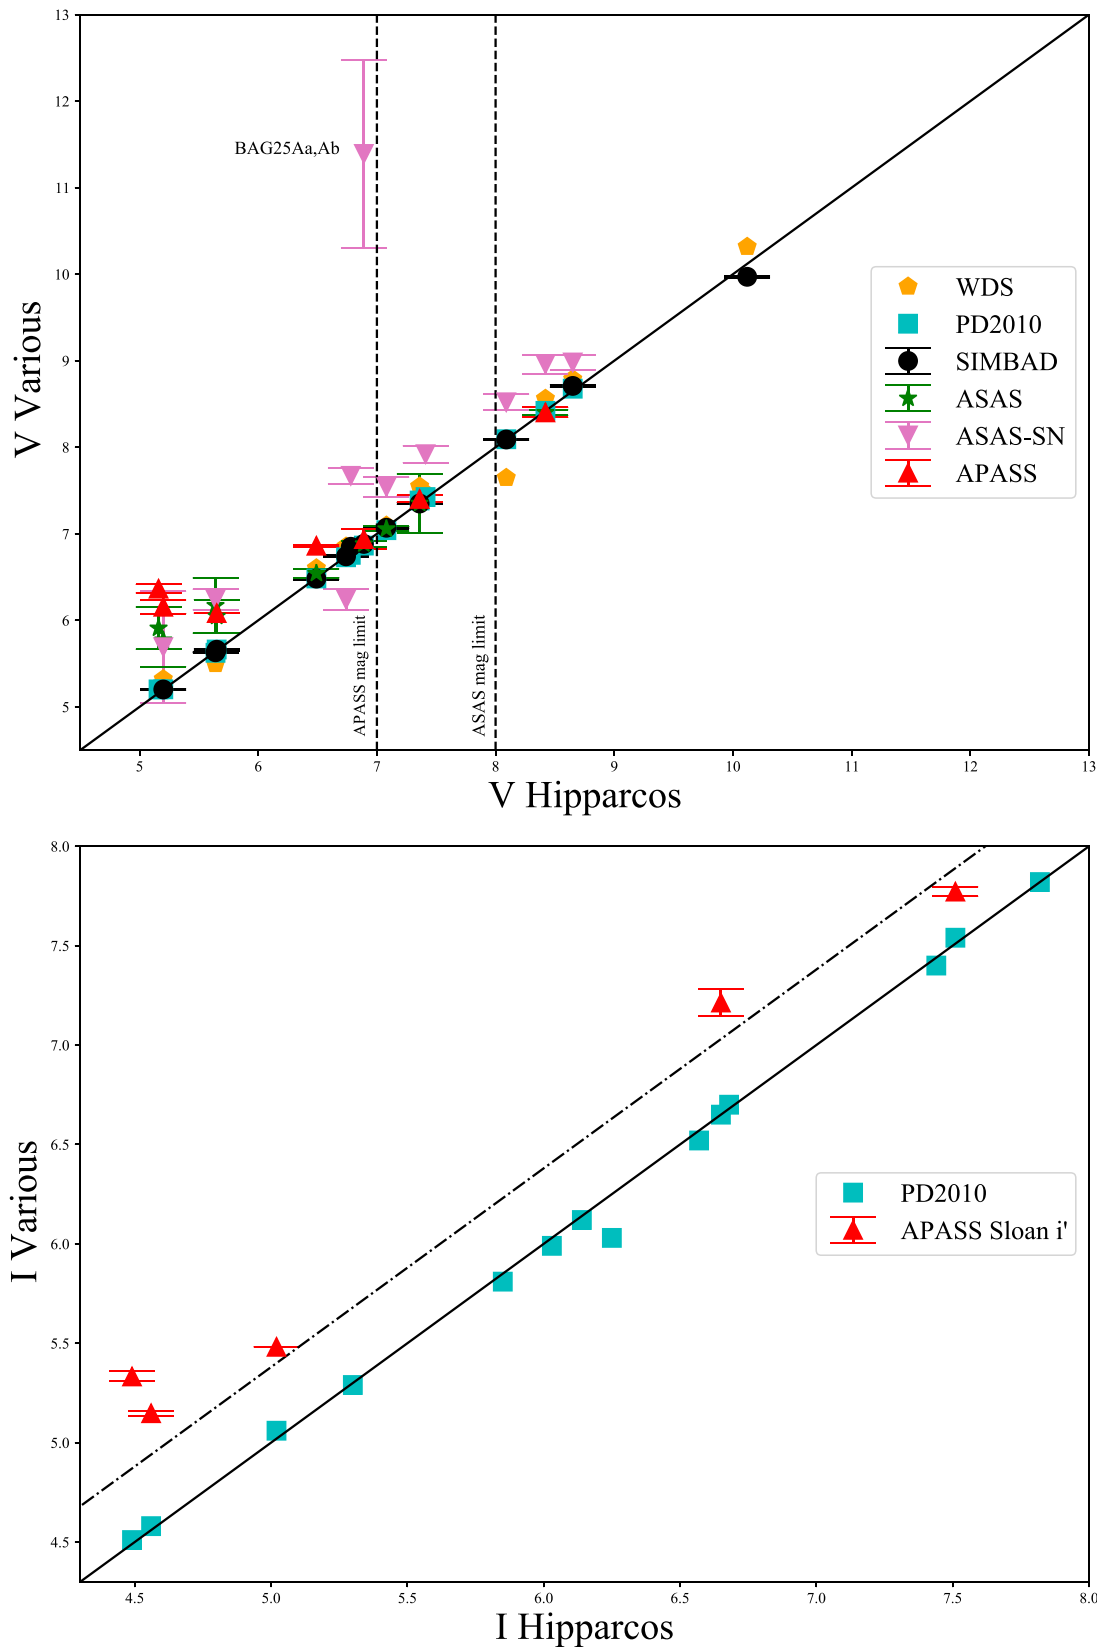 13
12
11
10
9
8
7
6
5
V Various
BAG25Aa,Ab
APASS mag limit
ASAS mag limit
WDS
PD2010
SIMBAD
ASAS
ASAS-SN
APASS
5 6 7 8 9 10 11 12 13
V Hipparcos
8.0
7.5
7.0
6.5
6.0
5.5
5.0
4.5
I Various
PD2010
APASS Sloan i'
4.5 5.0 5.5 6.0 6.5 7.0 7.5 8.0
I Hipparcos